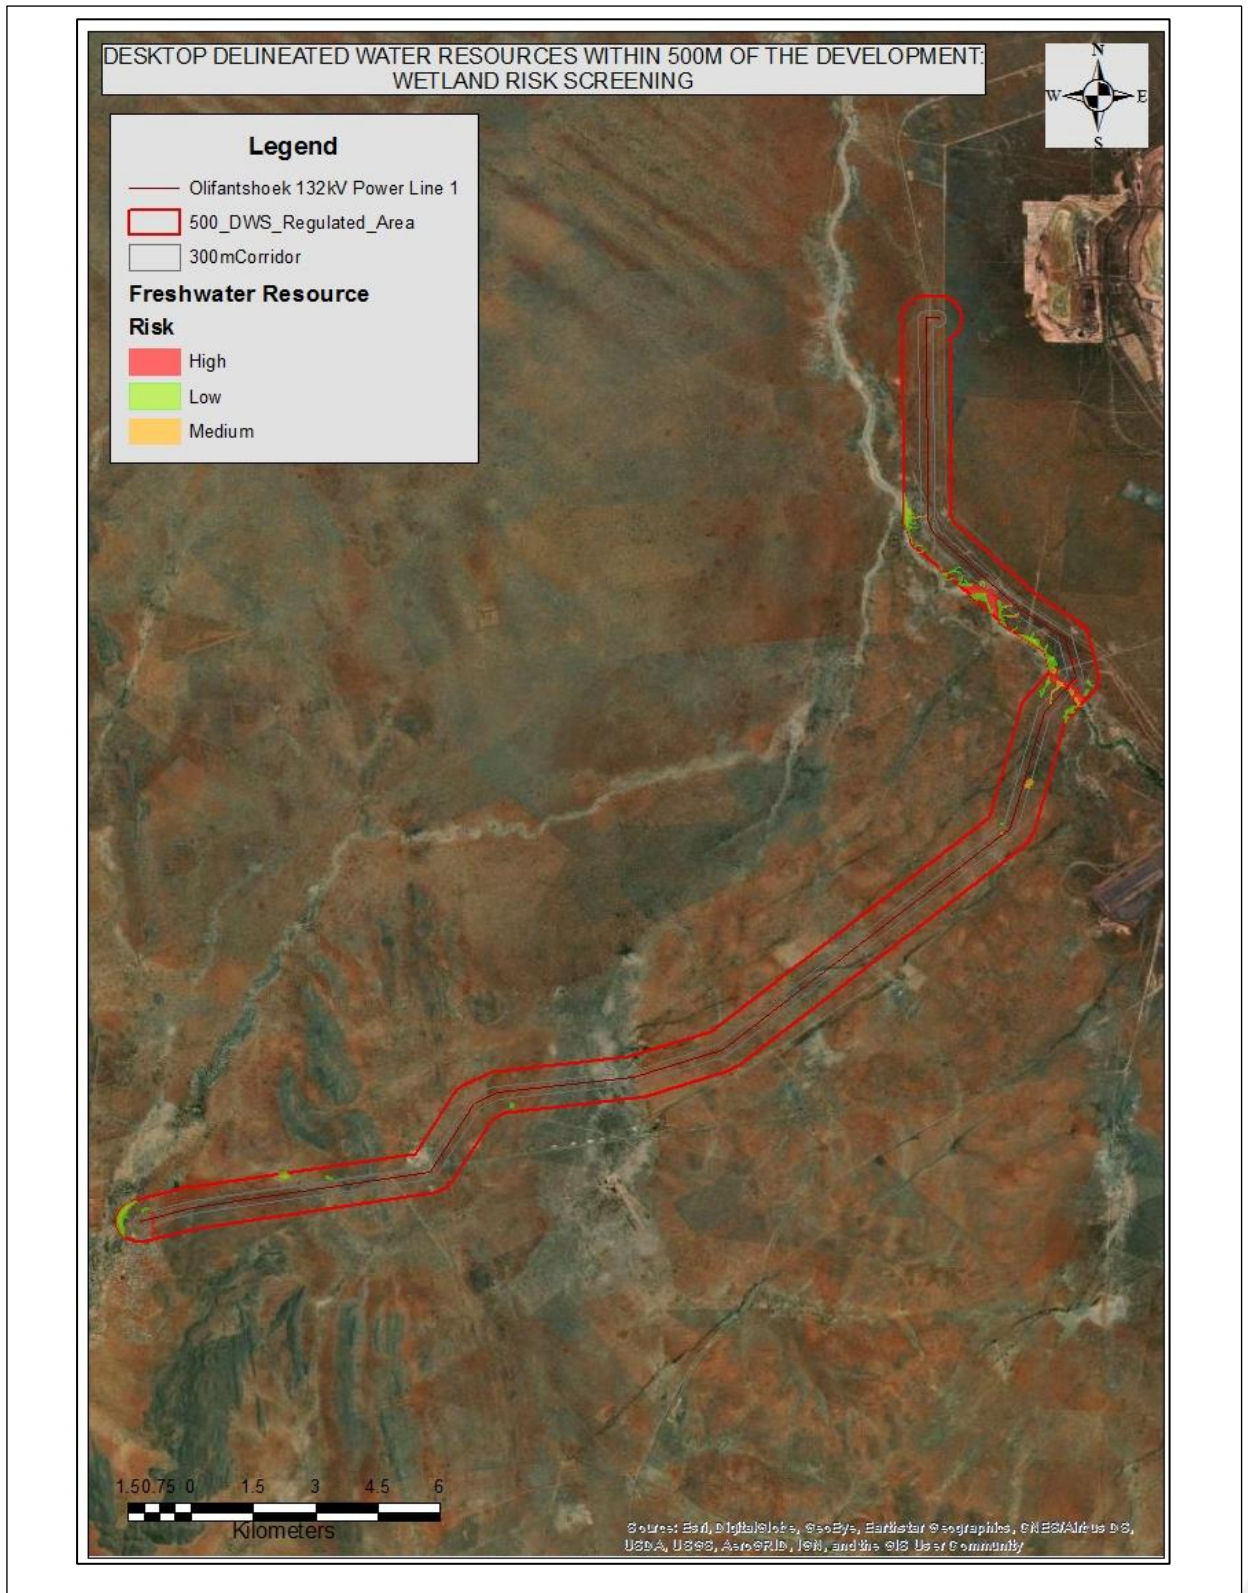 DESKTOP DELINEATED WATER RESOURCES WITHIN 500M OF THE DEVELOPMENT:
WETLAND RISK SCREENING
N
W E
S
Legend
Olifantshoek 132kV Power Line 1
500_DWS_Regulated_Area
300mCorridor
Freshwater Resource
Risk
High
Low
Medium
1.50.75 0 1.5 3 4.5 6
Kilometers
Source: Esri, DigitalGlobe, GeoEye, Earthstar Geographics, CNES/Airbus DS,
USDA, USGS, AeroGRID, IGN, and the GIS User Community